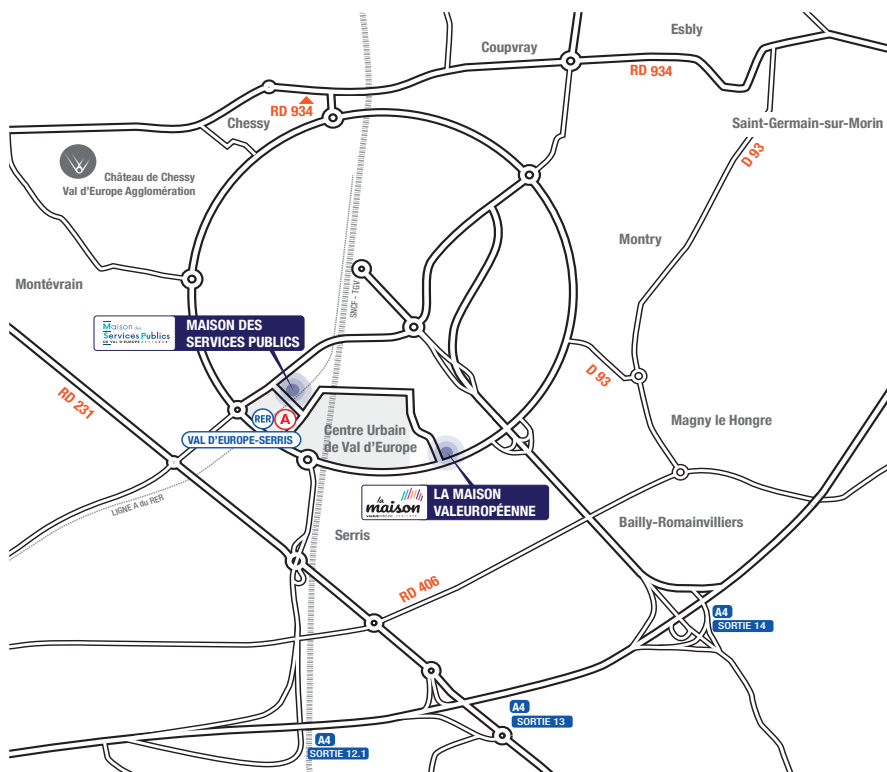 Esbly
Coupvray
RD 934
RD 934
Chessy
Saint-Germain-sur-Morin
D 93
Château de Chessy
Val d'Europe Agglomération
Montry
Montévrain
SNCF - TGV
Maison des
Services Publics
DE VAL D'EUROPE
MAISON DES
SERVICES PUBLICS
D 93
RD 231
RER
A
VAL D'EUROPE-SERRIS
Centre Urbain
de Val d'Europe
Magny le Hongre
LIGNE A du RER
la
maison
LA MAISON
VALEUROPÉENNE
Serris
Bailly-Romainvilliers
RD 406
A4
SORTIE 14
A4
SORTIE 13
A4
SORTIE 12.1